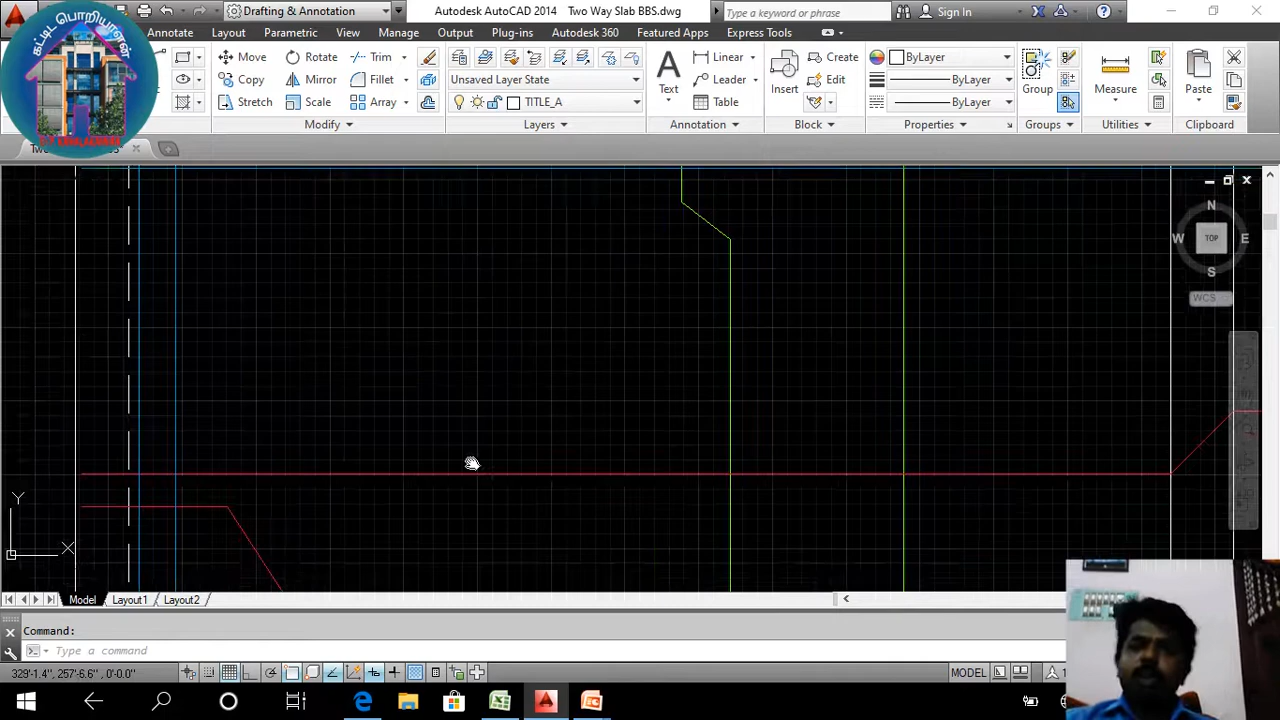 கட்டிட பொறியாளன்
Drafting & Annotation
Autodesk AutoCAD 2014 Two Way Slab BBS.dwg
Type a keyword or phrase
Sign In
Annotate Layout Parametric View Manage Output Plug-ins Autodesk 360 Featured Apps Express Tools
Move Rotate Trim
Copy Mirror Fillet
Stretch Scale Array
Modify
Unsaved Layer State
TITLE_A
Layers
Text
Linear
Leader
Table
Annotation
Insert
Create
Edit
Block
ByLayer
ByLayer
ByLayer
Properties
Group
Groups
Measure
Utilities
Paste
Clipboard
N
W TOP E
S
WCS
Y
X
Model Layout1 Layout2
Command:
Type a command
329'-1.4", 257'-6.6", 0'-0.0"
MODEL